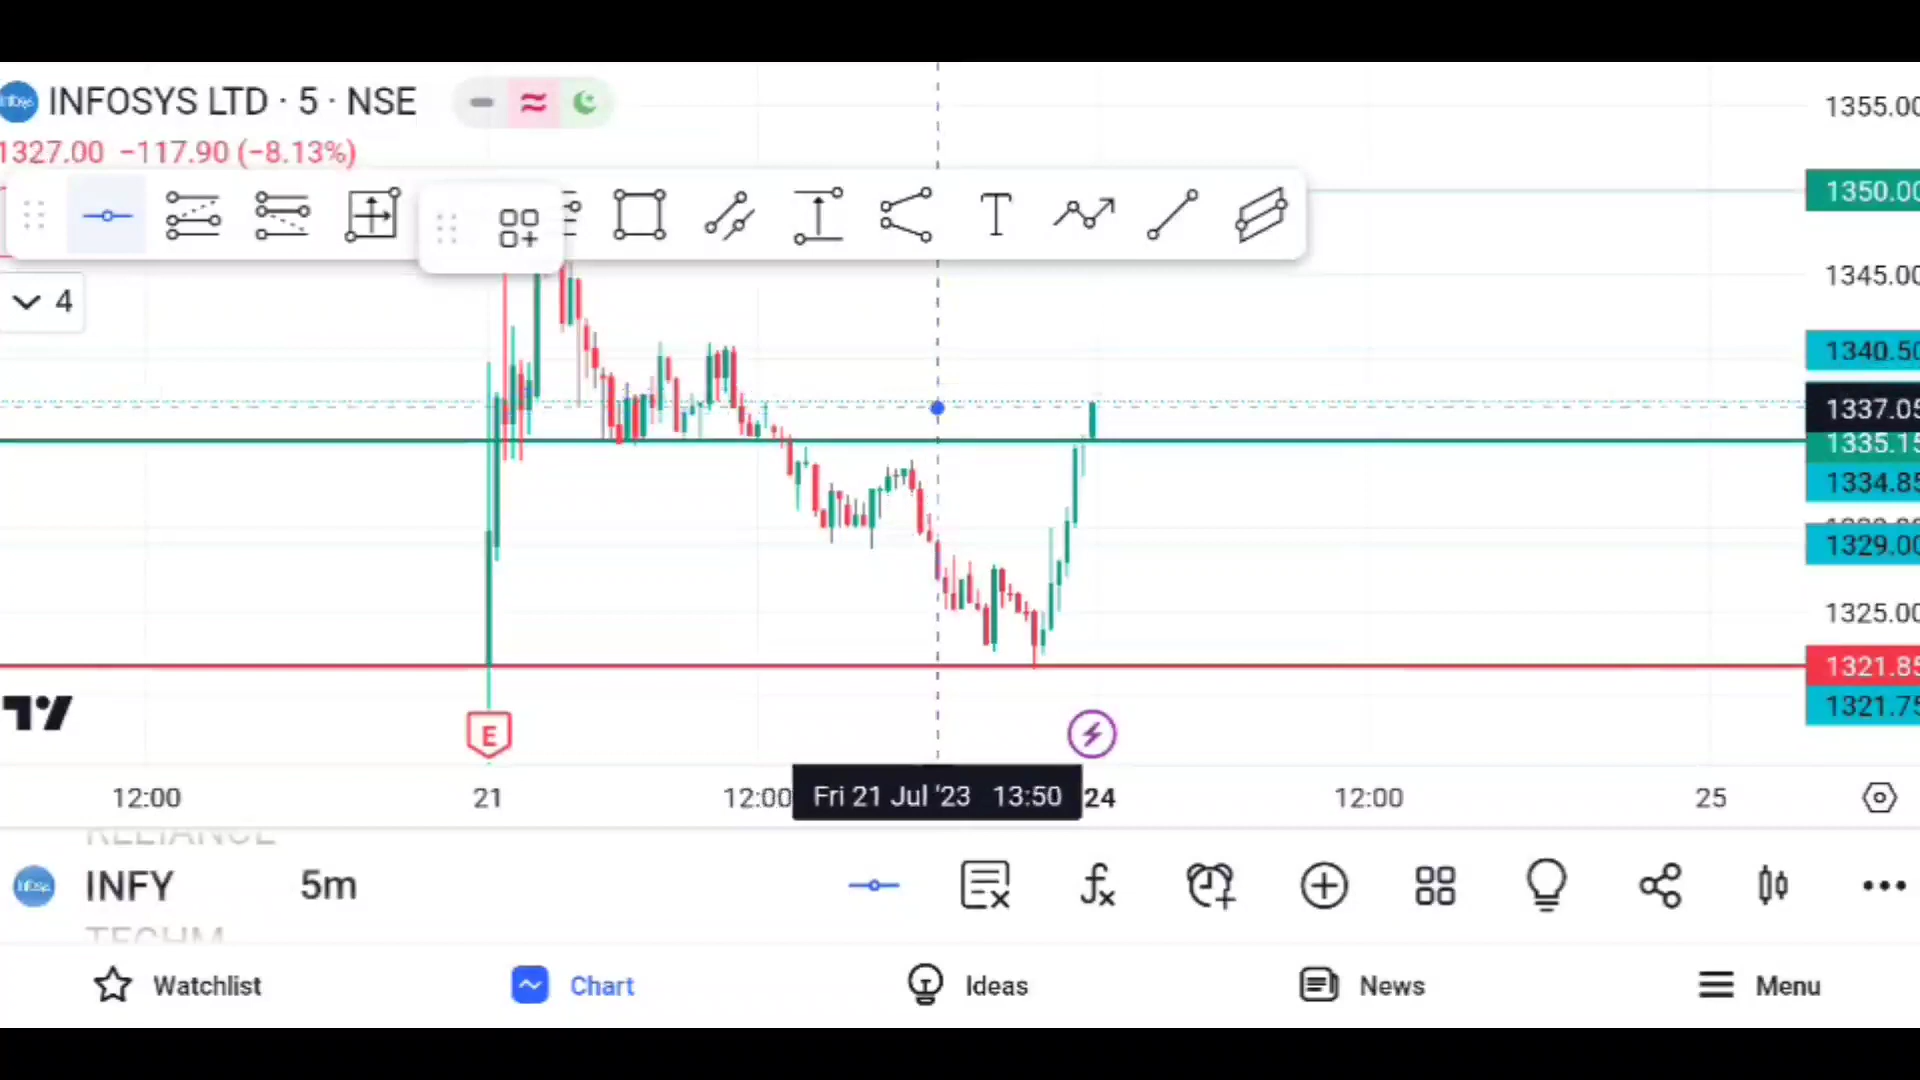 INFOSYS LTD · 5 · NSE
1327.00 −117.90 (−8.13%)
4
1355.00
1350.00
1345.00
1340.50
1337.05
1335.15
1334.85
1329.00
1325.00
1321.85
1321.75
E
12:00
21
12:00
Fri 21 Jul '23 13:50
24
12:00
25
RELIANCE
INFY 5m
TECHM
Watchlist
Chart
Ideas
News
Menu